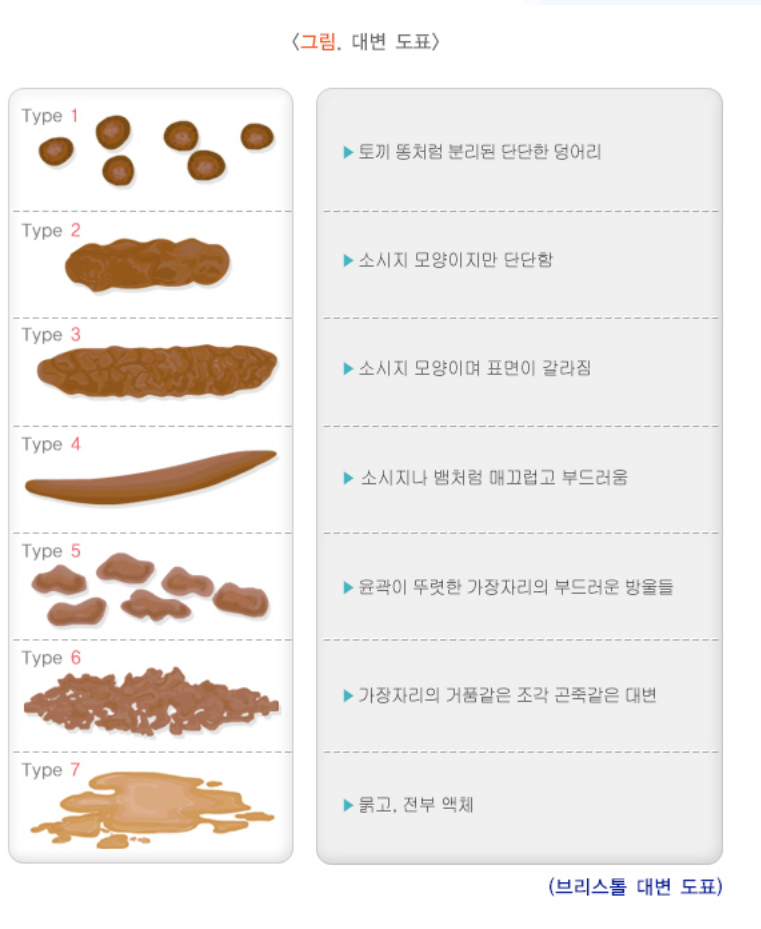 〈그림. 대변 도표〉
Type 1
▶토끼 똥처럼 분리된 단단한 덩어리
Type 2
▶소시지 모양이지만 단단함
Type 3
▶소시지 모양이며 표면이 갈라짐
Type 4
▶ 소시지나 뱀처럼 매끄럽고 부드러움
Type 5
▶윤곽이 뚜렷한 가장자리의 부드러운 방울들
Type 6
▶가장자리의 거품같은 조각 곤죽같은 대변
Type 7
▶묽고, 전부 액체
(브리스톨 대변 도표)